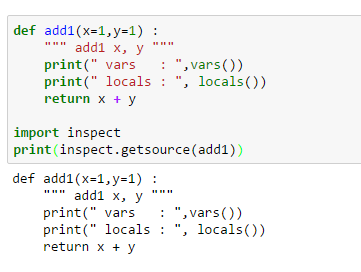 def add1(x=1,y=1) :
    """ add1 x, y """
    print(" vars   : ",vars())
    print(" locals : ", locals())
    return x + y
import inspect
print(inspect.getsource(add1))
def add1(x=1,y=1) :
    """ add1 x, y """
    print(" vars   : ",vars())
    print(" locals : ", locals())
    return x + y